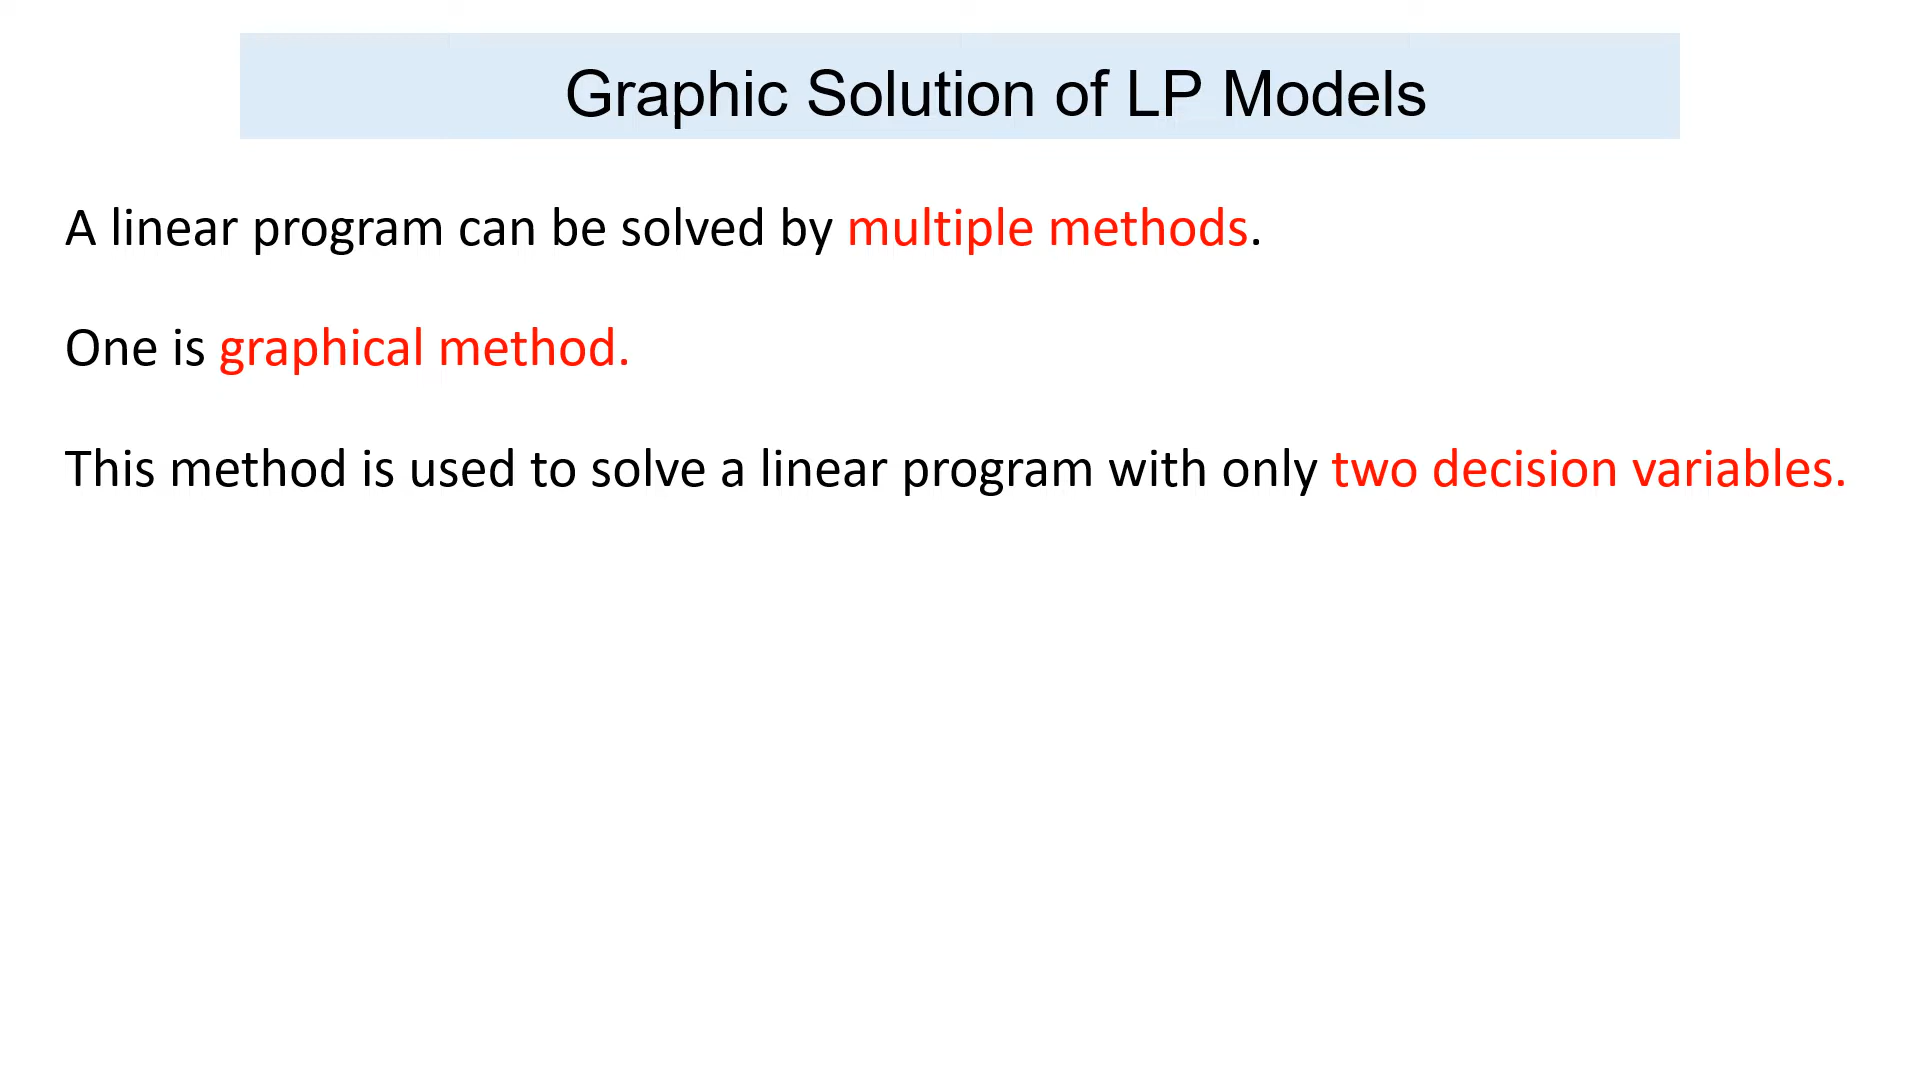 Graphic Solution of LP Models
A linear program can be solved by multiple methods.
One is graphical method.
This method is used to solve a linear program with only two decision variables.